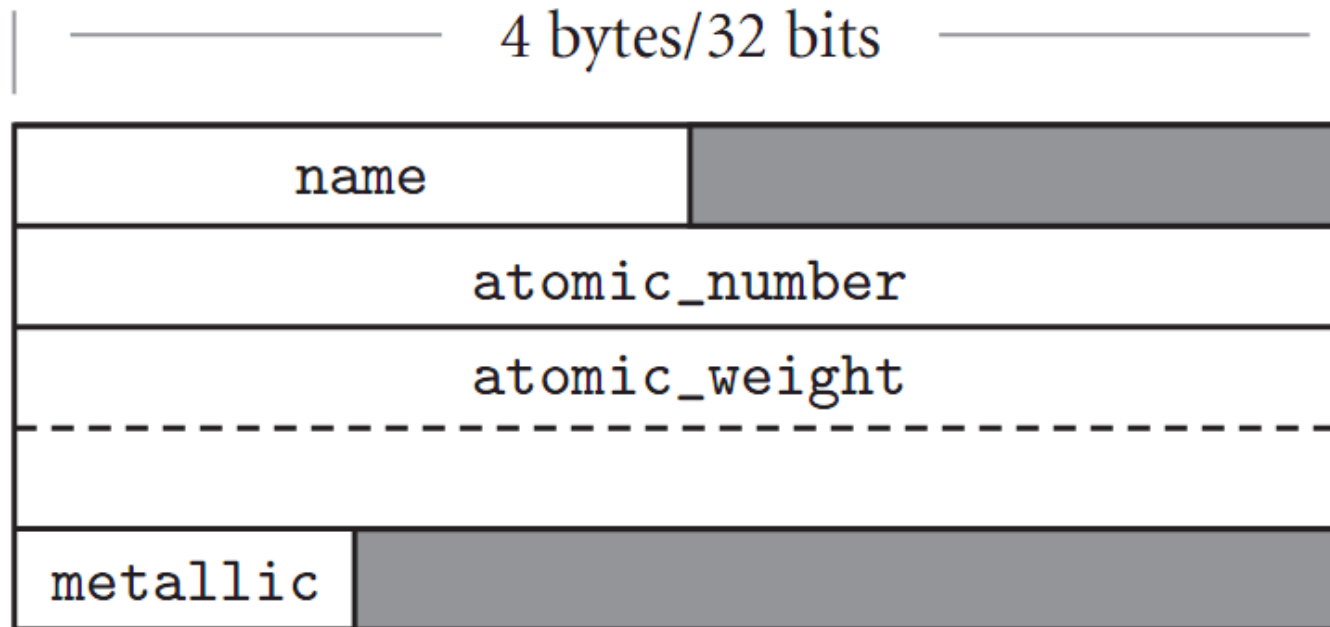 4 bytes/32 bits
name
atomic_number
atomic_weight
metallic